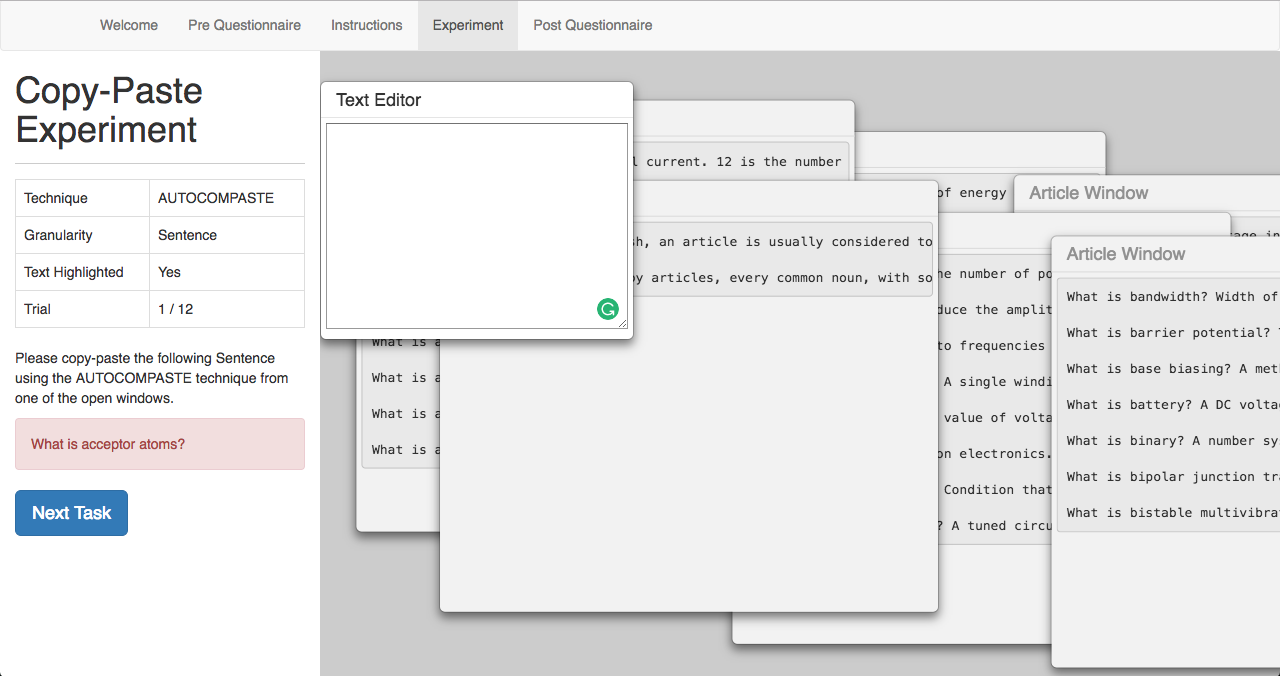 Welcome Pre Questionnaire Instructions Experiment Post Questionnaire
Copy-Paste
Experiment
Technique AUTOCOMPASTE
Granularity Sentence
Text Highlighted Yes
Trial 1 / 12
Please copy-paste the following Sentence
using the AUTOCOMPASTE technique from
one of the open windows.
What is acceptor atoms?
Next Task
Text Editor
l current. 12 is the number
of energy
Article Window
sh, an article is usually considered to
by articles, every common noun, with so
What is a
What is a
What is a
What is a
he number of po
duce the amplit
to frequencies
A single windi
value of volta
on electronics.
Condition that
? A tuned circu
Article Window
What is bandwidth? Width of
What is barrier potential?
What is base biasing? A met
What is battery? A DC volta
What is binary? A number sy
What is bipolar junction tra
What is bistable multivibra